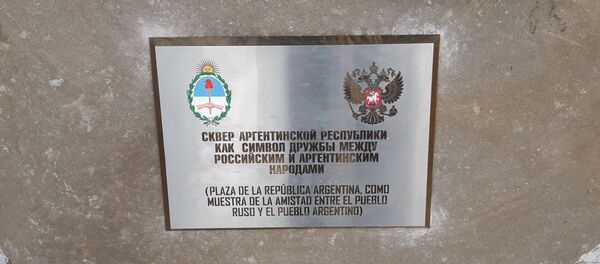 СКВЕР АРГЕНТИНСКОЙ РЕСПУБЛИКИ
КАК СИМВОЛ ДРУЖБЫ МЕЖДУ
РОССИЙСКИМ И АРГЕНТИНСКИМ
НАРОДАМИ
(PLAZA DE LA REPÚBLICA ARGENTINA, COMO
MUESTRA DE LA AMISTAD ENTRE EL PUEBLO
RUSO Y EL PUEBLO ARGENTINO)